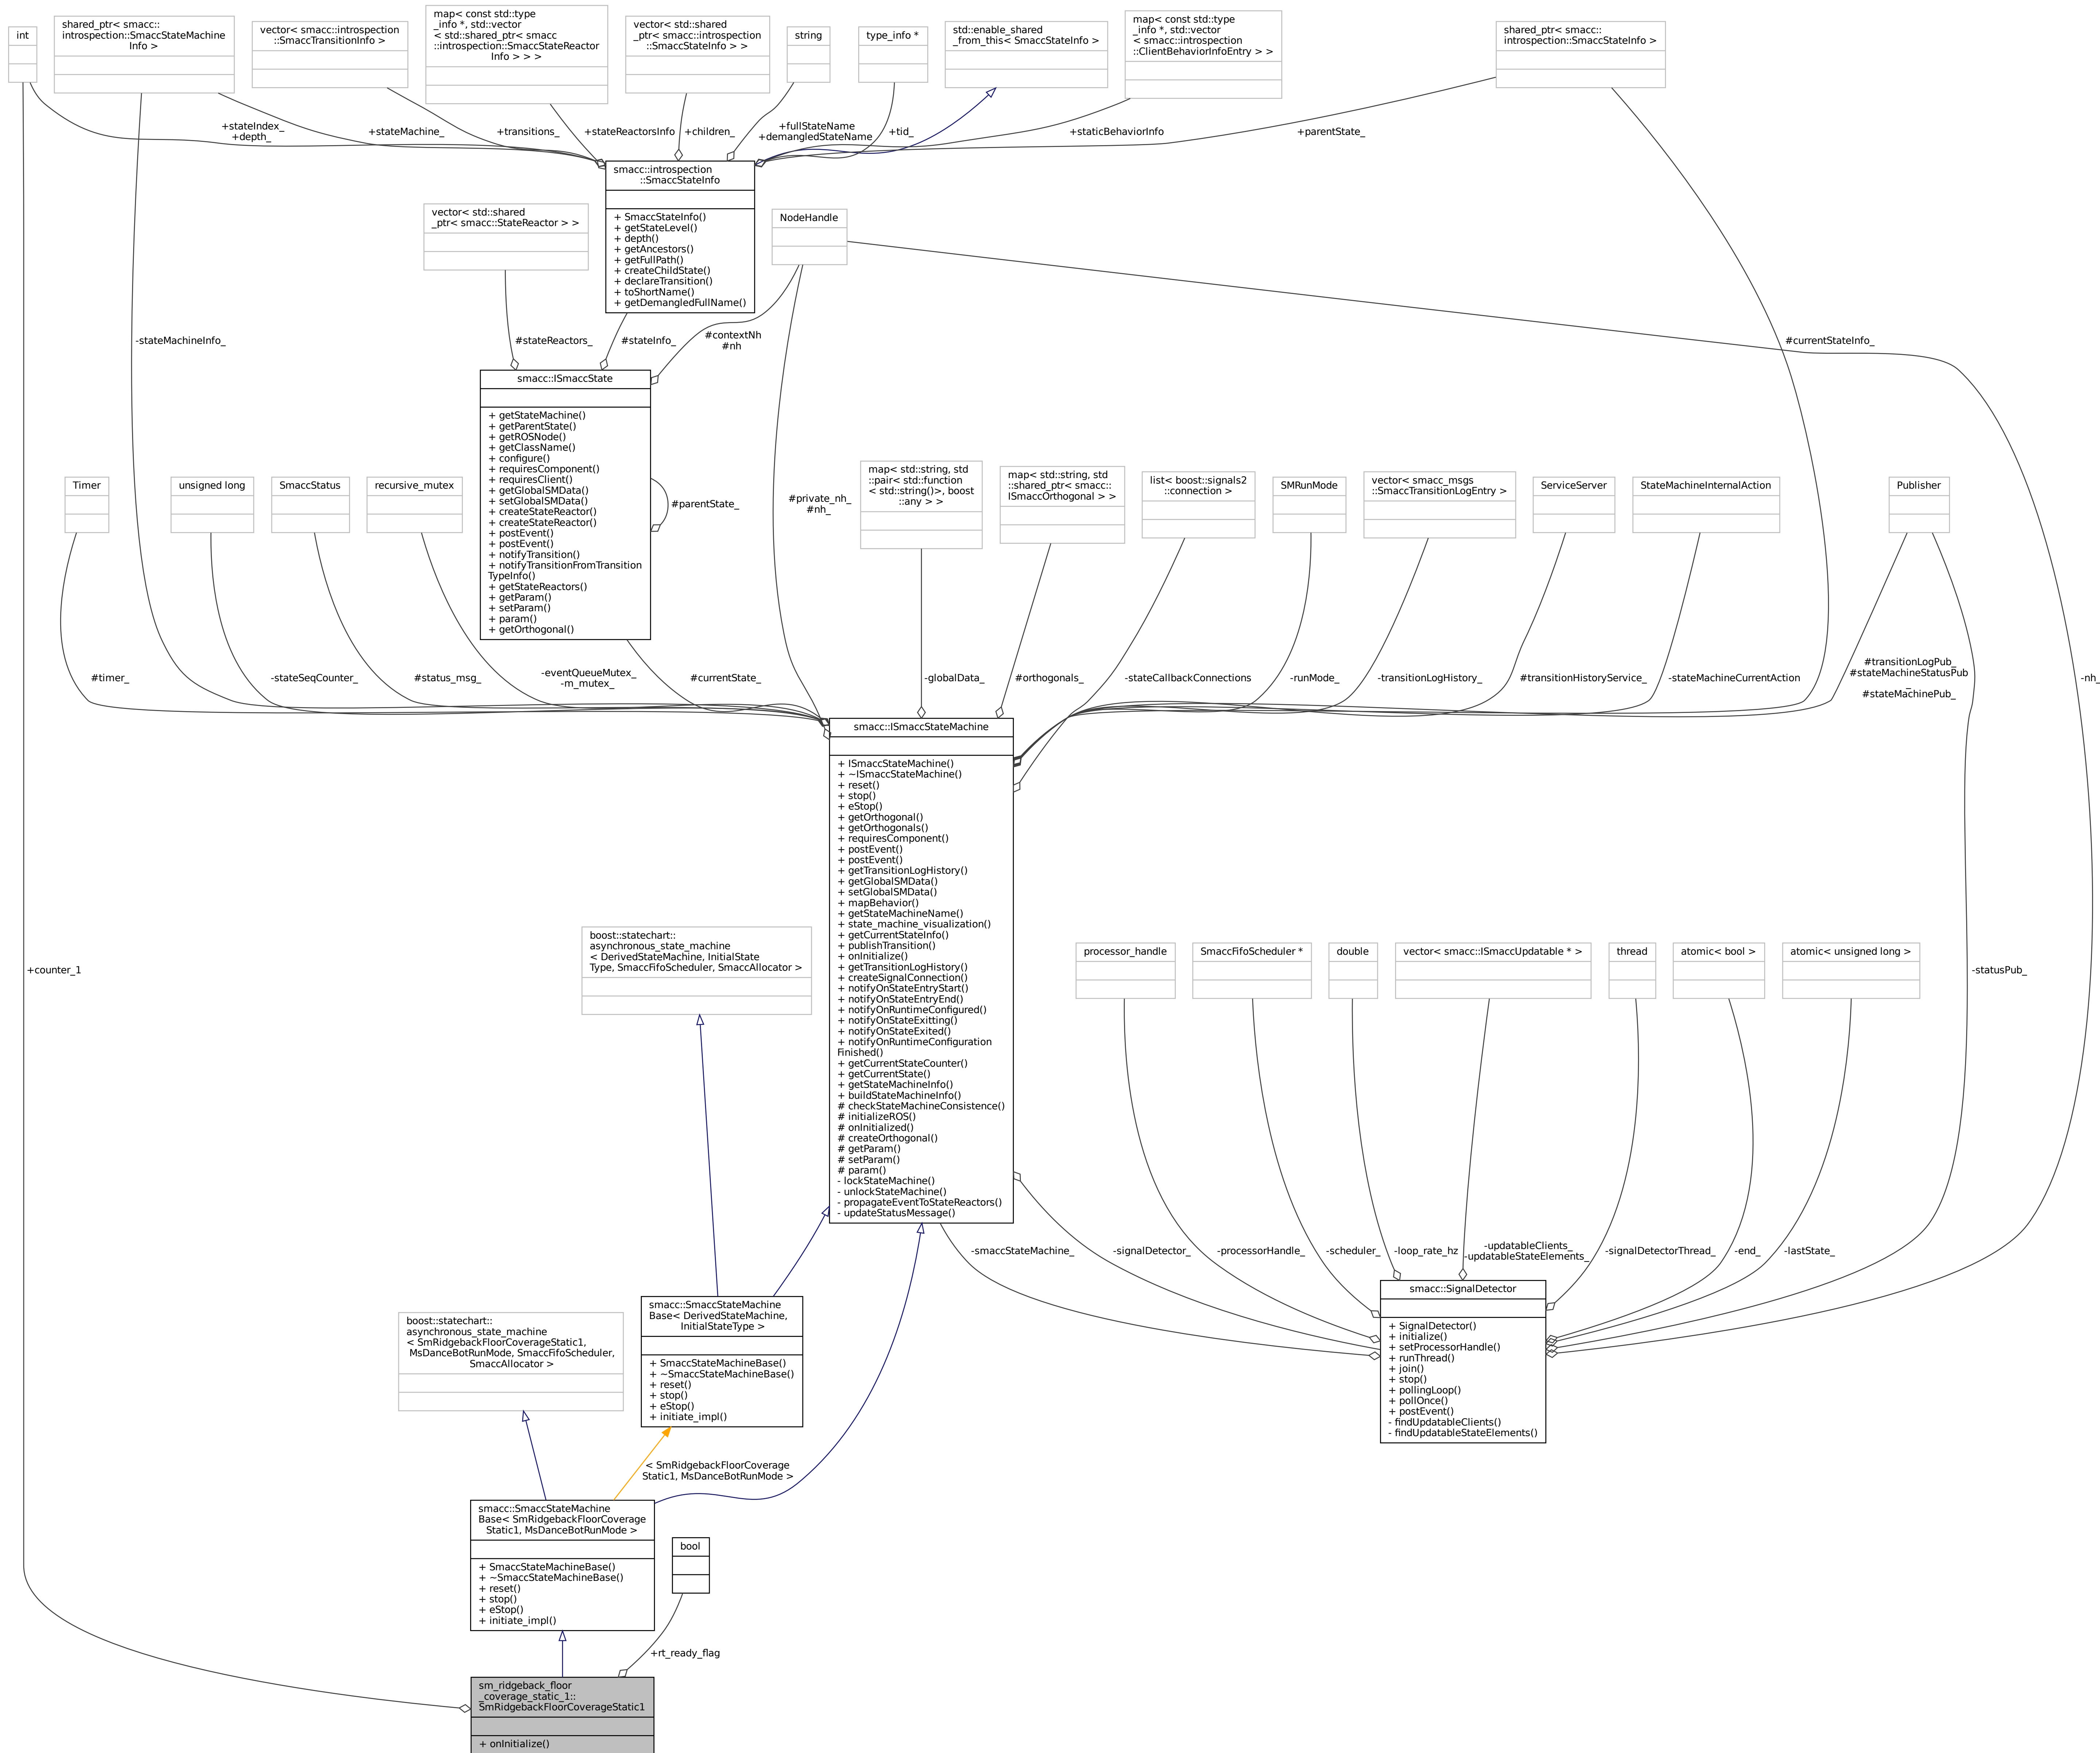 int
shared_ptr< smacc::
introspection::SmaccStateMachine
Info >
vector< smacc::introspection
::SmaccTransitionInfo >
map< const std::type
_info *, std::vector
< std::shared_ptr< smacc
::introspection::SmaccStateReactor
Info > > >
vector< std::shared
_ptr< smacc::introspection
::SmaccStateInfo > >
string
type_info *
std::enable_shared
_from_this< SmaccStateInfo >
map< const std::type
_info *, std::vector
< smacc::introspection
::ClientBehaviorInfoEntry > >
shared_ptr< smacc::
introspection::SmaccStateInfo >
+stateIndex_
+depth_
+stateMachine_
+transitions_
+stateReactorsInfo
+children_
+fullStateName
+demangledStateName
+tid_
+staticBehaviorInfo
+parentState_
smacc::introspection
::SmaccStateInfo
+ SmaccStateInfo()
+ getStateLevel()
+ depth()
+ getAncestors()
+ getFullPath()
+ createChildState()
+ declareTransition()
+ toShortName()
+ getDemangledFullName()
vector< std::shared
_ptr< smacc::StateReactor > >
NodeHandle
-stateMachineInfo_
#stateReactors_
#stateInfo_
#contextNh
#nh
#currentStateInfo_
smacc::ISmaccState
+ getStateMachine()
+ getParentState()
+ getROSNode()
+ getClassName()
+ configure()
+ requiresComponent()
+ requiresClient()
+ getGlobalSMData()
+ setGlobalSMData()
+ createStateReactor()
+ createStateReactor()
+ postEvent()
+ postEvent()
+ notifyTransition()
+ notifyTransitionFromTransition
TypeInfo()
+ getStateReactors()
+ getParam()
+ setParam()
+ param()
+ getOrthogonal()
#parentState_
#private_nh_
#nh_
Timer
unsigned long
SmaccStatus
recursive_mutex
map< std::string, std
::pair< std::function
< std::string()>, boost
::any > >
map< std::string, std
::shared_ptr< smacc::
ISmaccOrthogonal > >
list< boost::signals2
::connection >
SMRunMode
vector< smacc_msgs
::SmaccTransitionLogEntry >
ServiceServer
StateMachineInternalAction
Publisher
#timer_
-stateSeqCounter_
#status_msg_
-eventQueueMutex_
-m_mutex_
#currentState_
-globalData_
#orthogonals_
-stateCallbackConnections
-runMode_
-transitionLogHistory_
#transitionHistoryService_
-stateMachineCurrentAction
#transitionLogPub_
#stateMachineStatusPub
_
#stateMachinePub_
-nh_
smacc::ISmaccStateMachine
+ ISmaccStateMachine()
+ ~ISmaccStateMachine()
+ reset()
+ stop()
+ eStop()
+ getOrthogonal()
+ getOrthogonals()
+ requiresComponent()
+ postEvent()
+ postEvent()
+ getTransitionLogHistory()
+ getGlobalSMData()
+ setGlobalSMData()
+ mapBehavior()
+ getStateMachineName()
+ state_machine_visualization()
+ getCurrentStateInfo()
+ publishTransition()
+ onInitialize()
+ getTransitionLogHistory()
+ createSignalConnection()
+ notifyOnStateEntryStart()
+ notifyOnStateEntryEnd()
+ notifyOnRuntimeConfigured()
+ notifyOnStateExitting()
+ notifyOnStateExited()
+ notifyOnRuntimeConfiguration
Finished()
+ getCurrentStateCounter()
+ getCurrentState()
+ getStateMachineInfo()
+ buildStateMachineInfo()
# checkStateMachineConsistence()
# initializeROS()
# onInitialized()
# createOrthogonal()
# getParam()
# setParam()
# param()
- lockStateMachine()
- unlockStateMachine()
- propagateEventToStateReactors()
- updateStatusMessage()
+counter_1
boost::statechart::
asynchronous_state_machine
< DerivedStateMachine, InitialState
Type, SmaccFifoScheduler, SmaccAllocator >
processor_handle
SmaccFifoScheduler *
double
vector< smacc::ISmaccUpdatable * >
thread
atomic< bool >
atomic< unsigned long >
-statusPub_
-smaccStateMachine_
-signalDetector_
-processorHandle_
-scheduler_
-loop_rate_hz
-updatableClients_
-updatableStateElements_
-signalDetectorThread_
-end_
-lastState_
smacc::SignalDetector
+ SignalDetector()
+ initialize()
+ setProcessorHandle()
+ runThread()
+ join()
+ stop()
+ pollingLoop()
+ pollOnce()
+ postEvent()
- findUpdatableClients()
- findUpdatableStateElements()
smacc::SmaccStateMachine
Base< DerivedStateMachine,
InitialStateType >
+ SmaccStateMachineBase()
+ ~SmaccStateMachineBase()
+ reset()
+ stop()
+ eStop()
+ initiate_impl()
boost::statechart::
asynchronous_state_machine
< SmRidgebackFloorCoverageStatic1,
MsDanceBotRunMode, SmaccFifoScheduler,
SmaccAllocator >
< SmRidgebackFloorCoverage
Static1, MsDanceBotRunMode >
smacc::SmaccStateMachine
Base< SmRidgebackFloorCoverage
Static1, MsDanceBotRunMode >
+ SmaccStateMachineBase()
+ ~SmaccStateMachineBase()
+ reset()
+ stop()
+ eStop()
+ initiate_impl()
bool
+rt_ready_flag
sm_ridgeback_floor
_coverage_static_1::
SmRidgebackFloorCoverageStatic1
+ onInitialize()